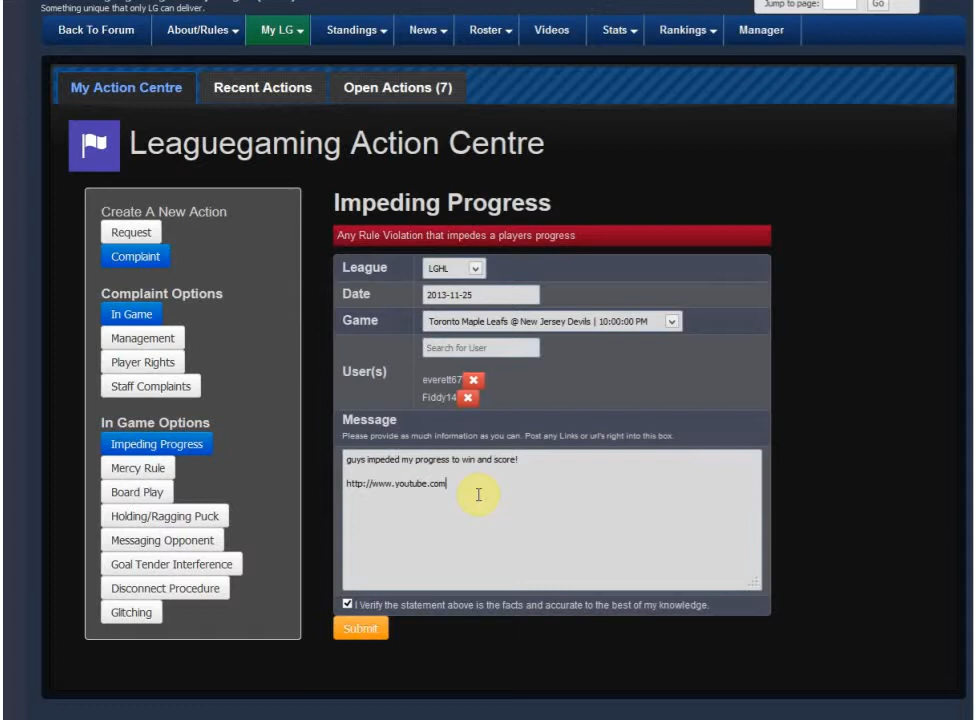 Something unique that only LG can deliver.
Jump to page: Go
Back To Forum About/Rules My LG Standings News Roster Videos Stats Rankings Manager
My Action Centre Recent Actions Open Actions (7)
Leaguegaming Action Centre
Create A New Action
Request
Complaint
Complaint Options
In Game
Management
Player Rights
Staff Complaints
In Game Options
Impeding Progress
Mercy Rule
Board Play
Holding/Ragging Puck
Messaging Opponent
Goal Tender Interference
Disconnect Procedure
Glitching
Impeding Progress
Any Rule Violation that impedes a players progress
League LGHL
Date 2013-11-25
Game Toronto Maple Leafs @ New Jersey Devils | 10:00:00 PM
Search for User
User(s)
everett67
Fiddy14
Message
Please provide as much information as you can. Post any Links or url's right into this box.
guys impeded my progress to win and score!
http://www.youtube.com
I Verify the statement above is the facts and accurate to the best of my knowledge.
Submit